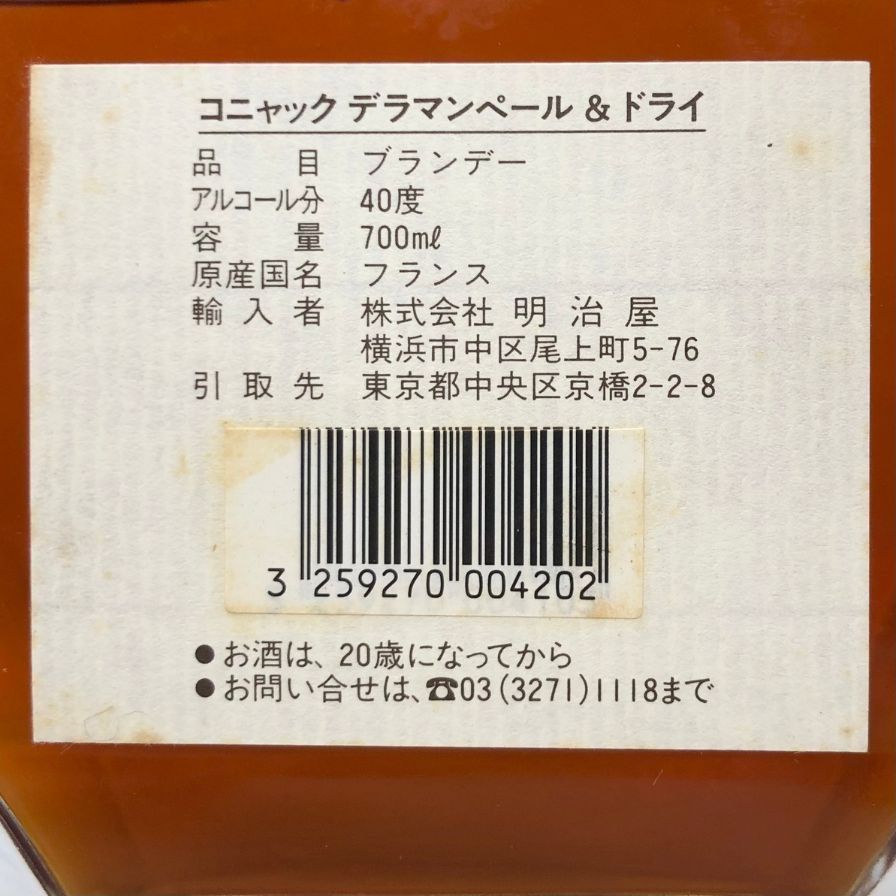 コニャック デラマンペール & ドライ
品目 ブランデー
アルコール分 40度
容量 700ml
原産国名 フランス
輸入者 株式会社 明治屋
横浜市中区尾上町5-76
引取先 東京都中央区京橋2-2-8
3 259270 004202
●お酒は、20歳になってから
●お問い合せは、☎03(3271)1118まで